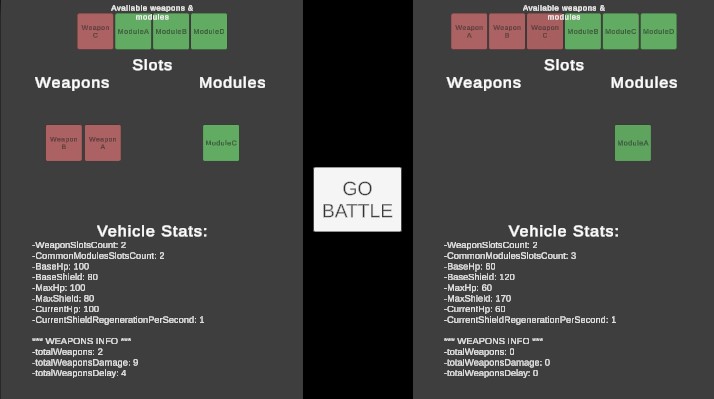 Available weapons &
modules
Weapon
C
ModuleA
ModuleB
ModuleD
Slots
Weapons
Modules
Weapon
B
Weapon
A
ModuleC
Vehicle Stats:
-WeaponSlotsCount: 2
-CommonModulesSlotsCount: 2
-BaseHp: 100
-BaseShield: 80
-MaxHp: 100
-MaxShield: 80
-CurrentHp: 100
-CurrentShieldRegenerationPerSecond: 1
*** WEAPONS INFO ***
-totalWeapons: 2
-totalWeaponsDamage: 9
-totalWeaponsDelay: 4
GO
BATTLE
Available weapons &
modules
Weapon
A
Weapon
B
Weapon
C
ModuleB
ModuleC
ModuleD
Slots
Weapons
Modules
ModuleA
Vehicle Stats:
-WeaponSlotsCount: 2
-CommonModulesSlotsCount: 3
-BaseHp: 60
-BaseShield: 120
-MaxHp: 60
-MaxShield: 170
-CurrentHp: 60
-CurrentShieldRegenerationPerSecond: 1
*** WEAPONS INFO ***
-totalWeapons: 0
-totalWeaponsDamage: 0
-totalWeaponsDelay: 0